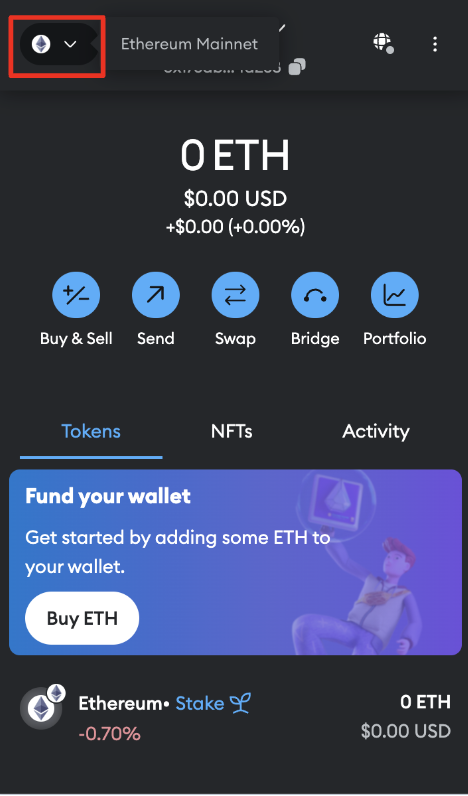 Ethereum Mainnet
0 ETH
$0.00 USD
+$0.00 (+0.00%)
Buy & Sell
Send
Swap
Bridge
Portfolio
Tokens
NFTs
Activity
Fund your wallet
Get started by adding some ETH to
your wallet.
Buy ETH
Ethereum• Stake
0 ETH
-0.70%
$0.00 USD